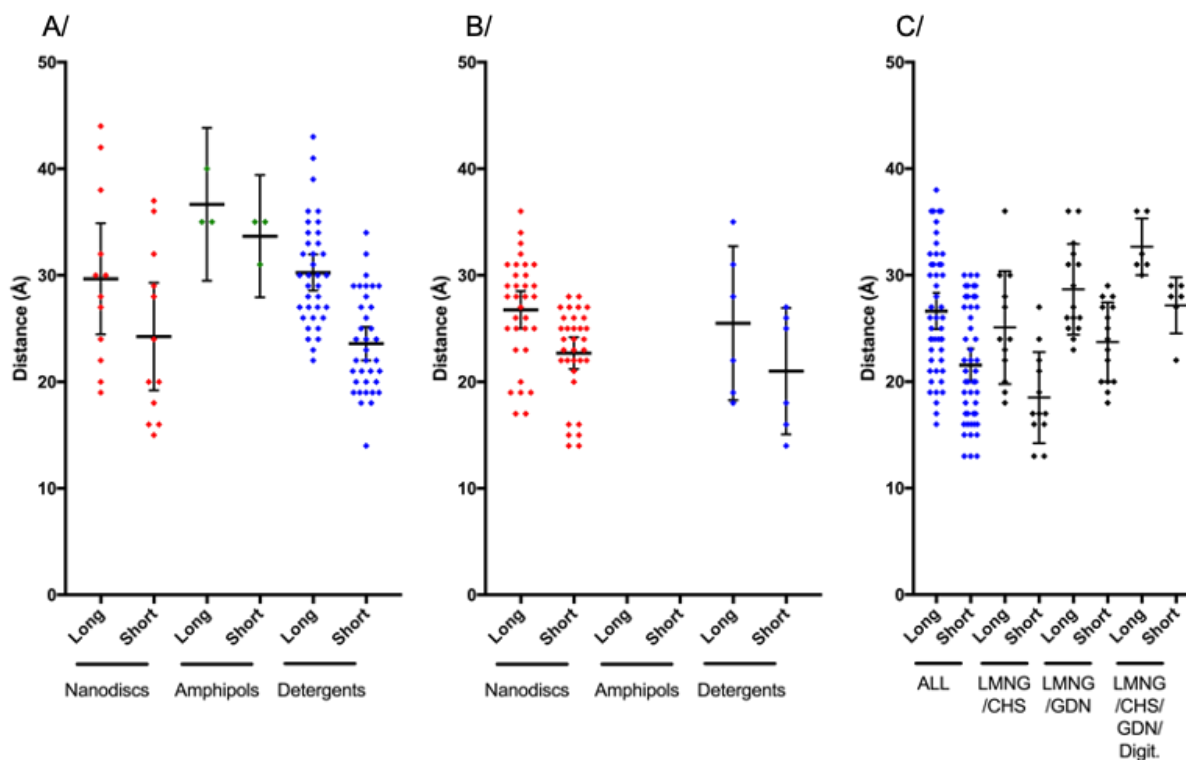 A/
Distance (Å)
50
40
30
20
10
0
Long
Short
Long
Short
Long
Short
Nanodiscs
Amphipols
Detergents
B/
Distance (Å)
50
40
30
20
10
0
Long
Short
Long
Short
Long
Short
Nanodiscs
Amphipols
Detergents
C/
Distance (Å)
50
40
30
20
10
0
Long
Short
Long
Short
Long
Short
Long
Short
ALL
LMNG
/CHS
LMNG
/GDN
LMNG
/CHS/
GDN/
Digit.